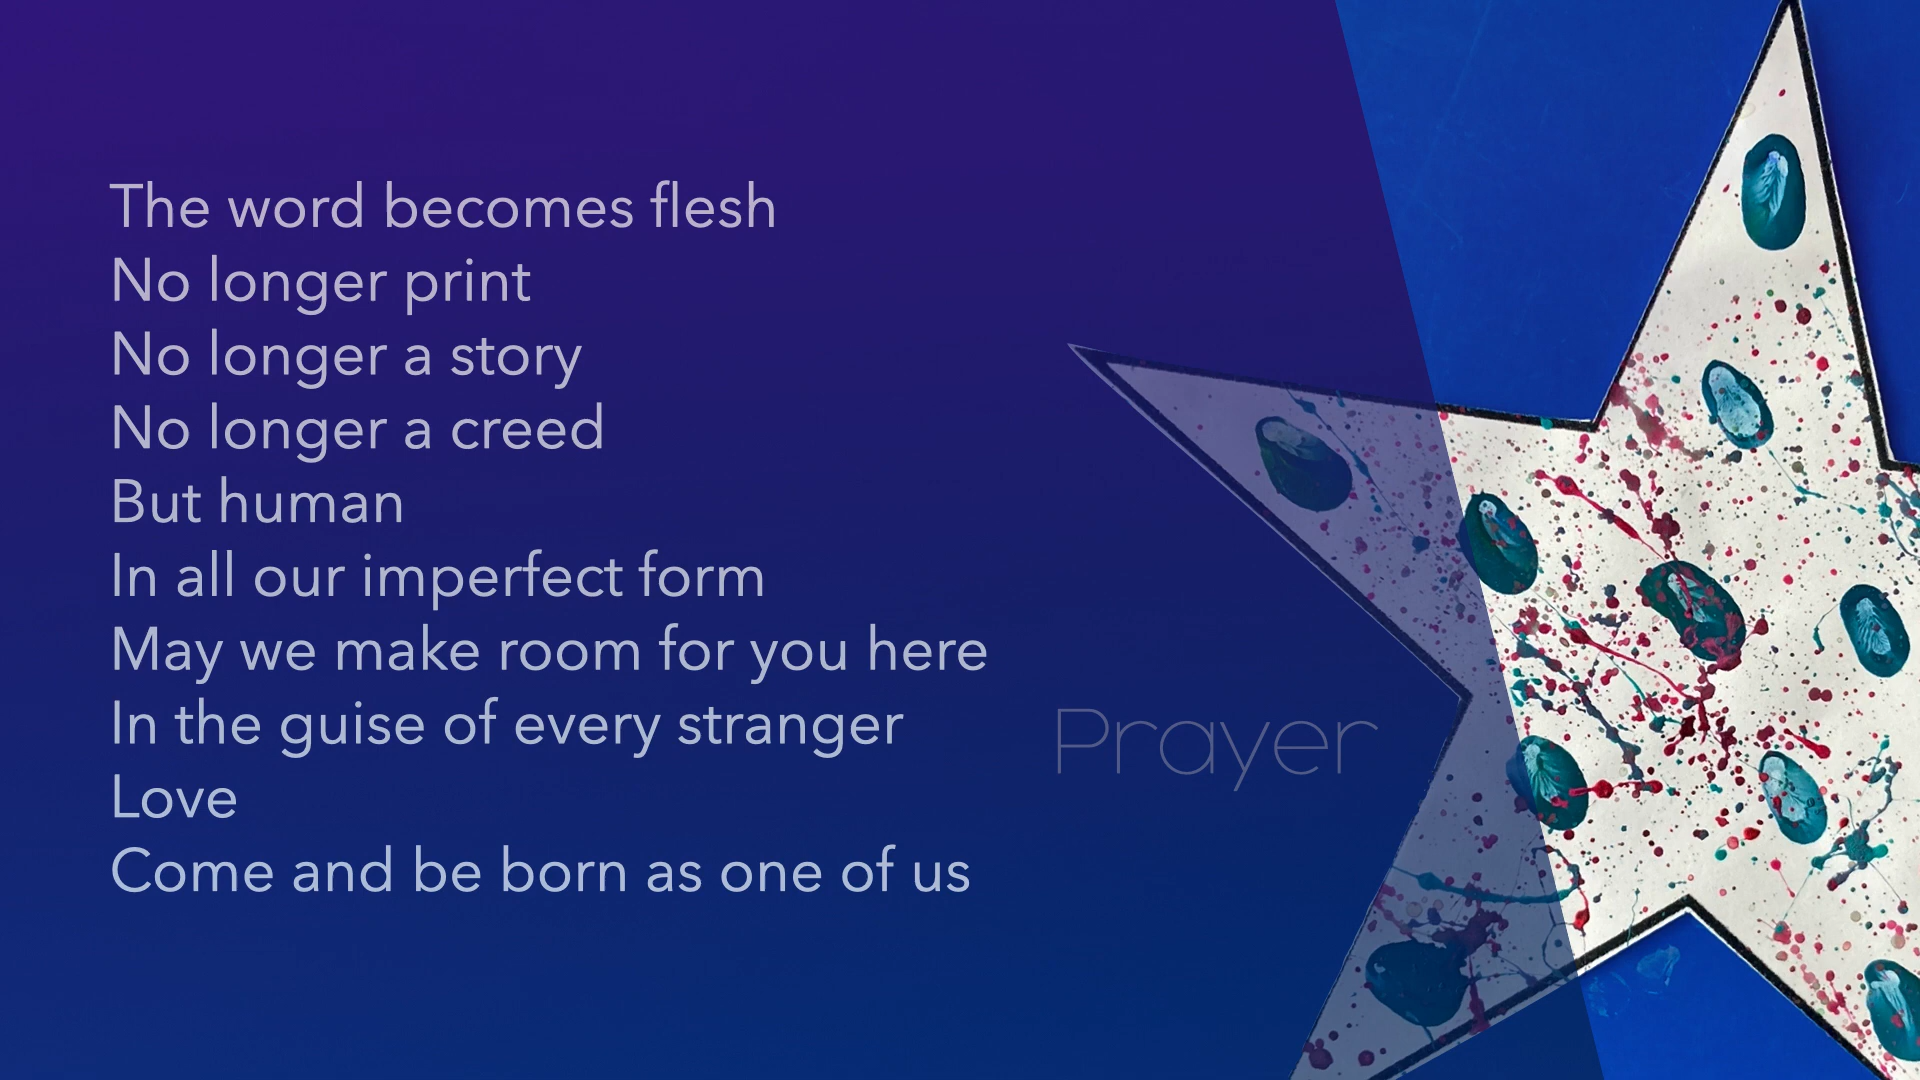 The word becomes flesh
No longer print
No longer a story
No longer a creed
But human
In all our imperfect form
May we make room for you here
In the guise of every stranger
Love
Come and be born as one of us
Prayer